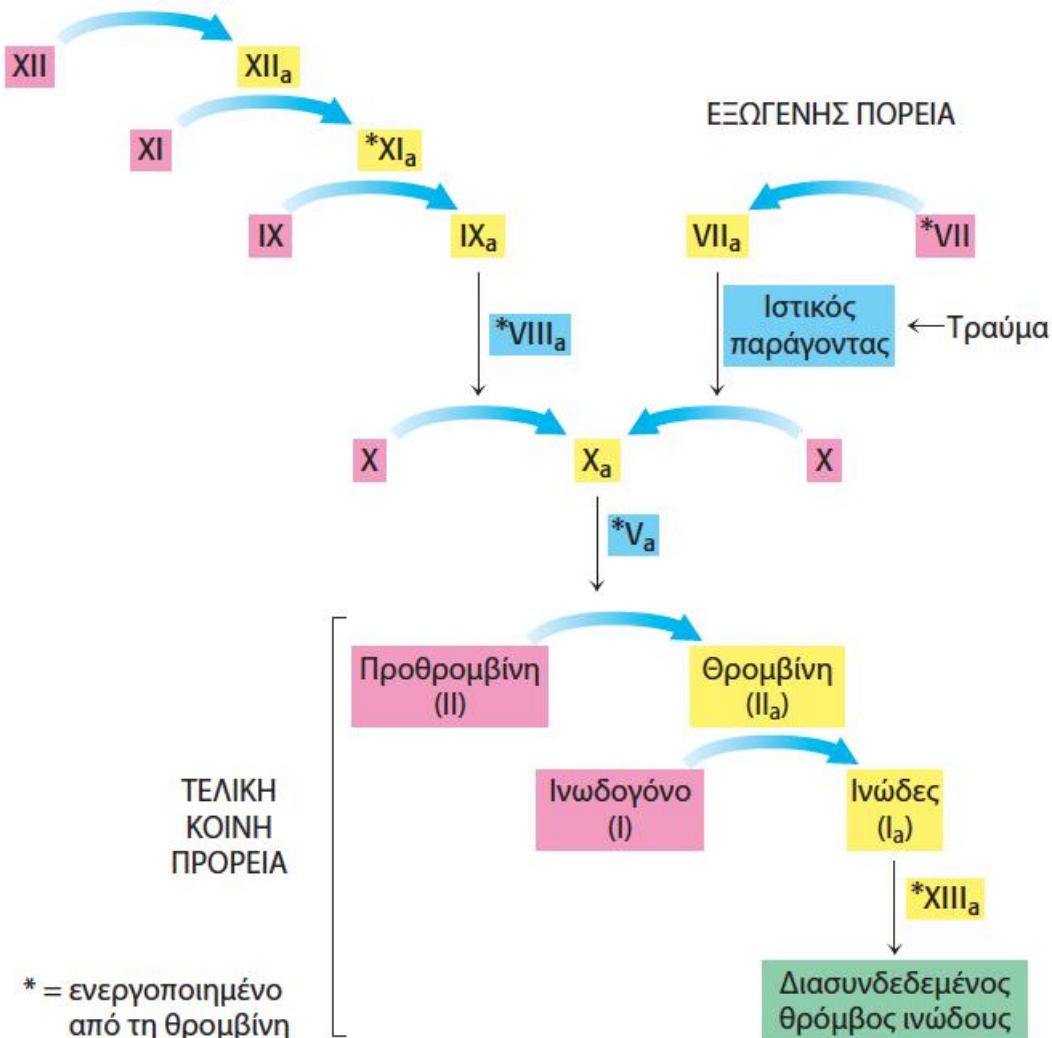 XII
XIIa
XI
*XIa
ΕΞΩΓΕΝΗΣ ΠΟΡΕΙΑ
IX
IXa
VIIa
*VII
*VIIIa
Ιστικός
παράγοντας
Τραύμα
X
Xa
X
*Va
Προθρομβίνη
(II)
Θρομβίνη
(IIa)
Ινωδογόνο
(I)
Ινώδες
(Ia)
ΤΕΛΙΚΗ
ΚΟΙΝΗ
ΠΡΟΡΕΙΑ
*XIIIa
Διασυνδεδεμένος
θρόμβος ινώδους
* = ενεργοποιημένο
από τη θρομβίνη